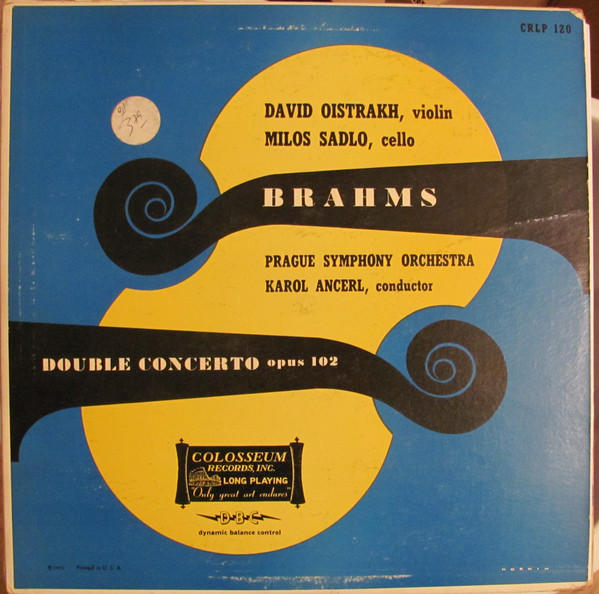 CRLP 120
DAVID OISTRAKH, violin
MILOS SADLO, cello
BRAHMS
PRAGUE SYMPHONY ORCHESTRA
KAROL ANCERL, conductor
DOUBLE CONCERTO opus 102
COLOSSEUM
RECORDS, INC.
LONG PLAYING
"Only great art endures"
D·B·C
dynamic balance control
Printed in U. S. A.